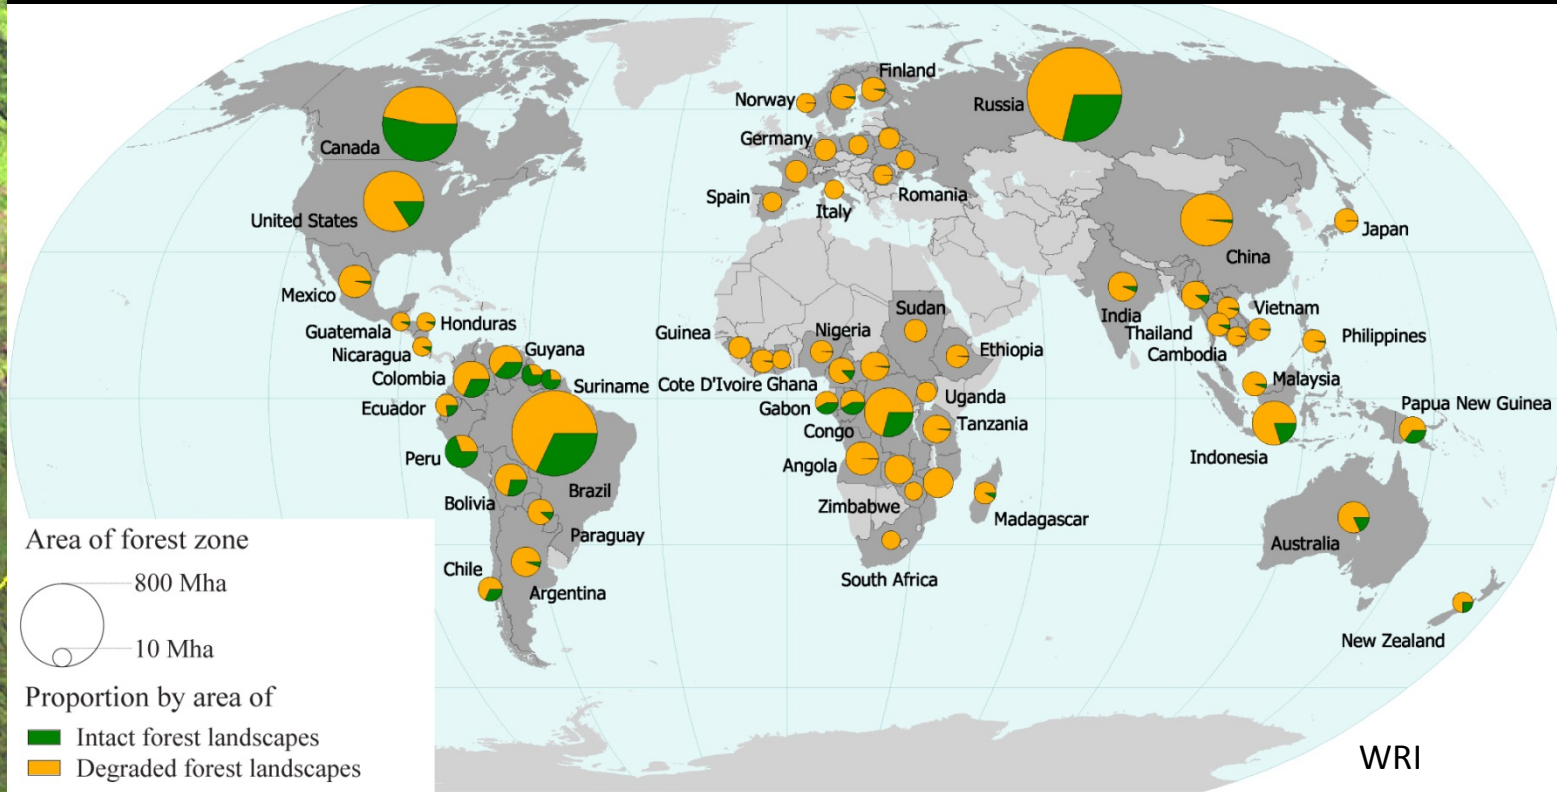 Finland
Norway
Russia
Germany
Canada
Spain
Romania
Italy
United States
Japan
China
Mexico
India
Sudan
Vietnam
Guatemala
Honduras
Guinea
Nigeria
Thailand
Philippines
Nicaragua
Guyana
Ethiopia
Cambodia
Colombia
Suriname
Cote D'Ivoire
Ghana
Malaysia
Ecuador
Gabon
Uganda
Papua New Guinea
Congo
Tanzania
Peru
Angola
Indonesia
Brazil
Bolivia
Zimbabwe
Madagascar
Paraguay
Australia
Chile
South Africa
Argentina
New Zealand
Area of forest zone
800 Mha
10 Mha
Proportion by area of
Intact forest landscapes
Degraded forest landscapes
WRI